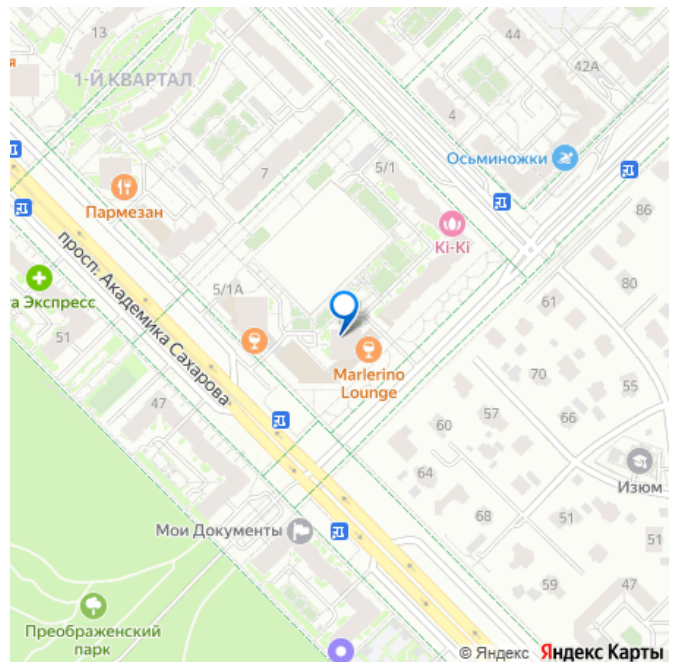 13
44
42А
1-Й КВАРТАЛ
я
4
7
5/1
Осьминожки
Пармезан
86
Ki-Ki
просп. Академика Сахарова
5/1А
80
61
а Экспресс
51
Marlerino
Lounge
70
55
47
57
66
60
Изюм
64
68
51
51
Мои Документы
59
47
Преображенский
парк
© Яндекс Яндекс Карты